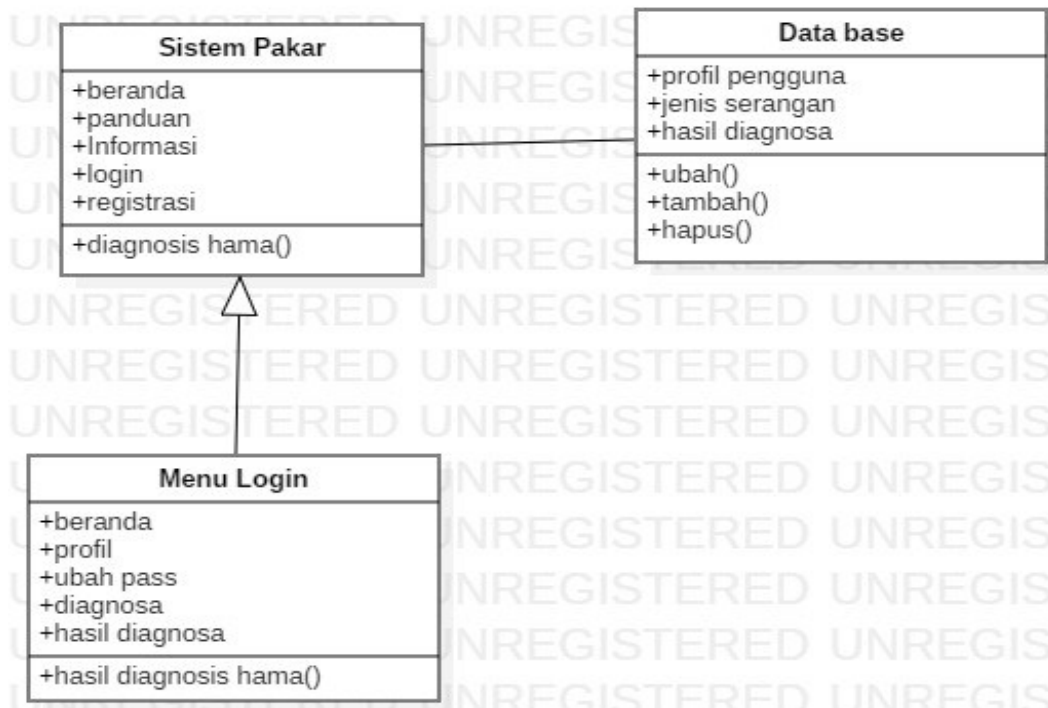 Sistem Pakar
+beranda
+panduan
+Informasi
+login
+registrasi
+diagnosis hama()
Data base
+profil pengguna
+jenis serangan
+hasil diagnosa
+ubah()
+tambah()
+hapus()
Menu Login
+beranda
+profil
+ubah pass
+diagnosa
+hasil diagnosa
+hasil diagnosis hama()
UNREGISTERED UNREGISTERED UNREGIS
UNREGISTERED UNREGISTERED UNREGIS
UNREGISTERED UNREGISTERED UNREGIS